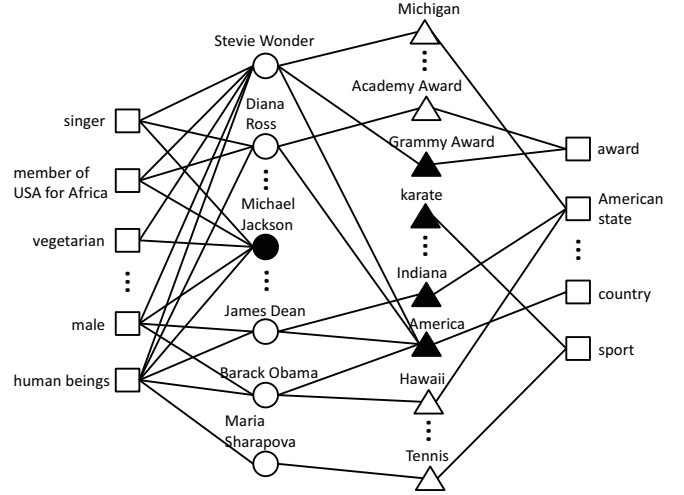 Michigan
Stevie Wonder
Academy Award
Diana
Ross
singer
Grammy Award
award
member of
USA for Africa
karate
Michael
Jackson
American
state
vegetarian
Indiana
country
James Dean
America
male
sport
Barack Obama
Hawaii
human beings
Maria
Sharapova
Tennis